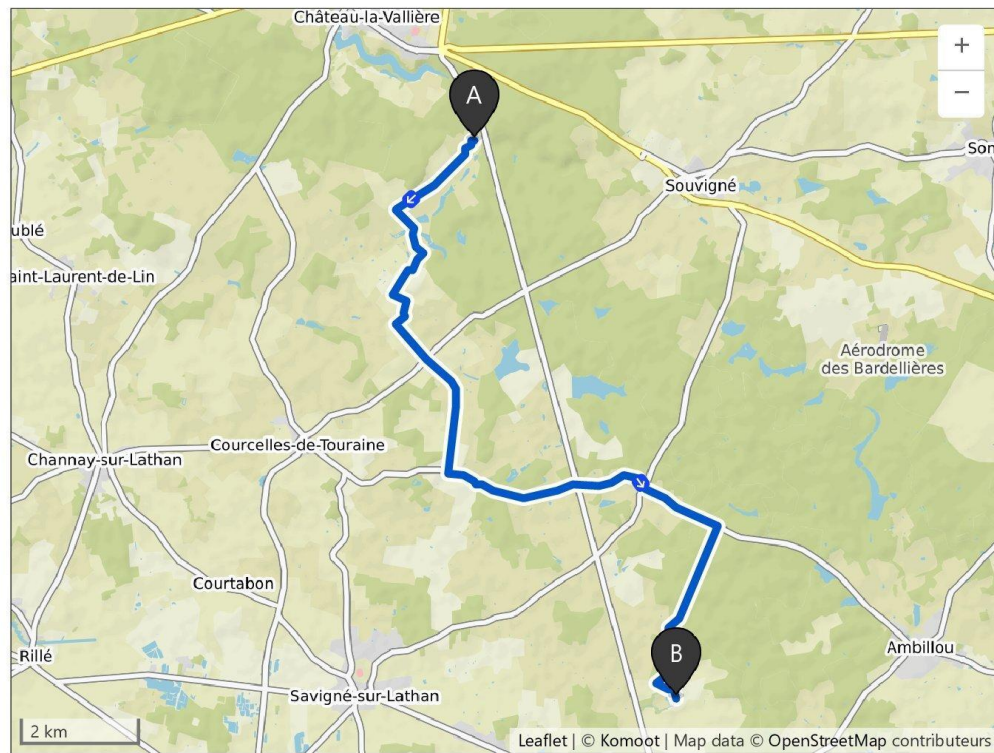 Château-la-Vallière
+
−
A
Son
Souvigné
ublé
aint-Laurent-de-Lin
Aérodrome
des Bardellières
Courcelles-de-Touraine
Channay-sur-Lathan
Courtabon
Ambillou
B
Rillé
Savigné-sur-Lathan
2 km
Leaflet | © Komoot | Map data © OpenStreetMap contributeurs